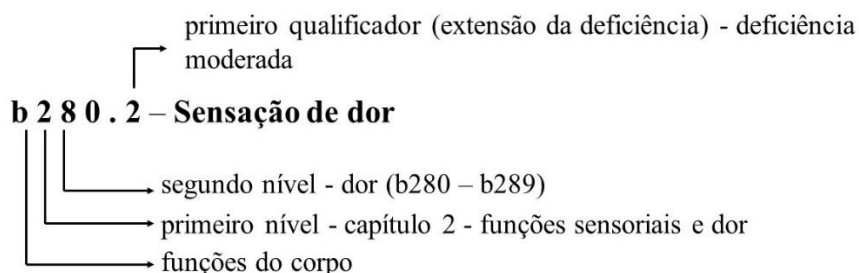 primeiro qualificador (extensão da deficiência) - deficiência
moderada
b 2 8 0 . 2 – Sensação de dor
segundo nível - dor (b280 – b289)
primeiro nível - capítulo 2 - funções sensoriais e dor
funções do corpo